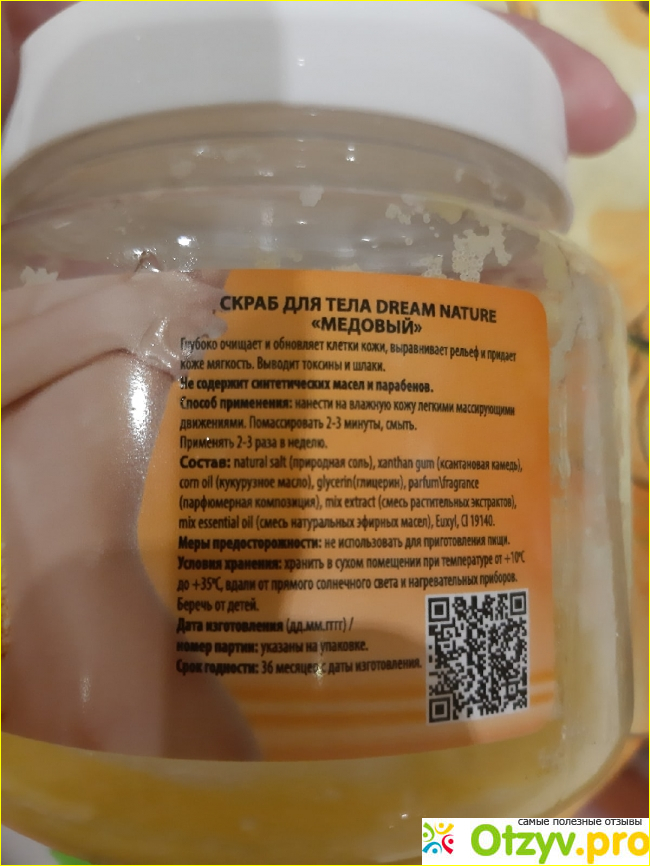 СКРАБ ДЛЯ ТЕЛА DREAM NATURE
«МЕДОВЫЙ»
Глубоко очищает и обновляет клетки кожи, выравнивает рельеф и придает
коже мягкость. Выводит токсины и шлаки.
Не содержит синтетических масел и парабенов.
Способ применения: нанести на влажную кожу легкими массирующими
движениями. Помассировать 2-3 минуты, смыть.
Применять 2-3 раза в неделю.
Состав: natural salt (природная соль), xanthan gum (ксантановая камедь),
corn oil (кукурузное масло), glycerin(глицерин), parfum\fragrance
(парфюмерная композиция), mix extract (смесь растительных экстрактов),
mix essential oil (смесь натуральных эфирных масел), Euxyl, CI 19140.
Меры предосторожности: не использовать для приготовления пищи.
Условия хранения: хранить в сухом помещении при температуре от +10°С
до +35°С, вдали от прямого солнечного света и нагревательных приборов.
Беречь от детей.
Дата изготовления (дд.мм.гггг) /
номер партии: указаны на упаковке.
Срок годности: 36 месяцев с даты изготовления.
самые полезные отзывы
Otzyv.pro